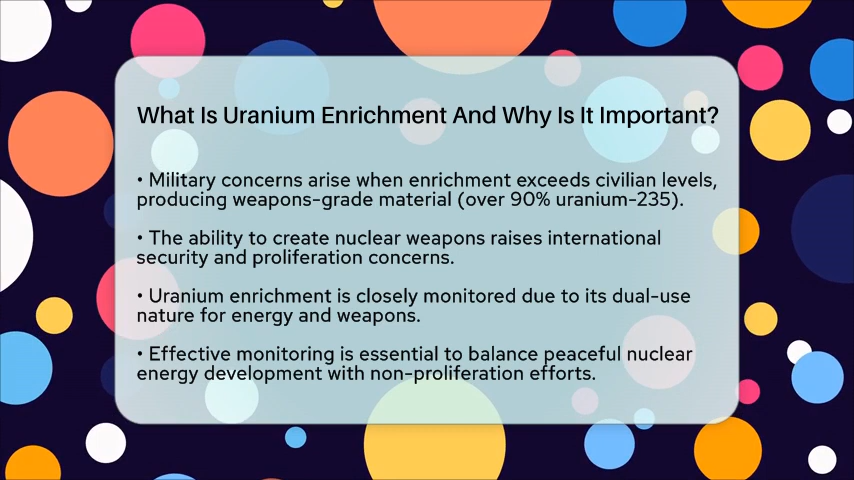 What Is Uranium Enrichment And Why Is It Important?
• Military concerns arise when enrichment exceeds civilian levels,
producing weapons-grade material (over 90% uranium-235).
• The ability to create nuclear weapons raises international
security and proliferation concerns.
• Uranium enrichment is closely monitored due to its dual-use
nature for energy and weapons.
• Effective monitoring is essential to balance peaceful nuclear
energy development with non-proliferation efforts.